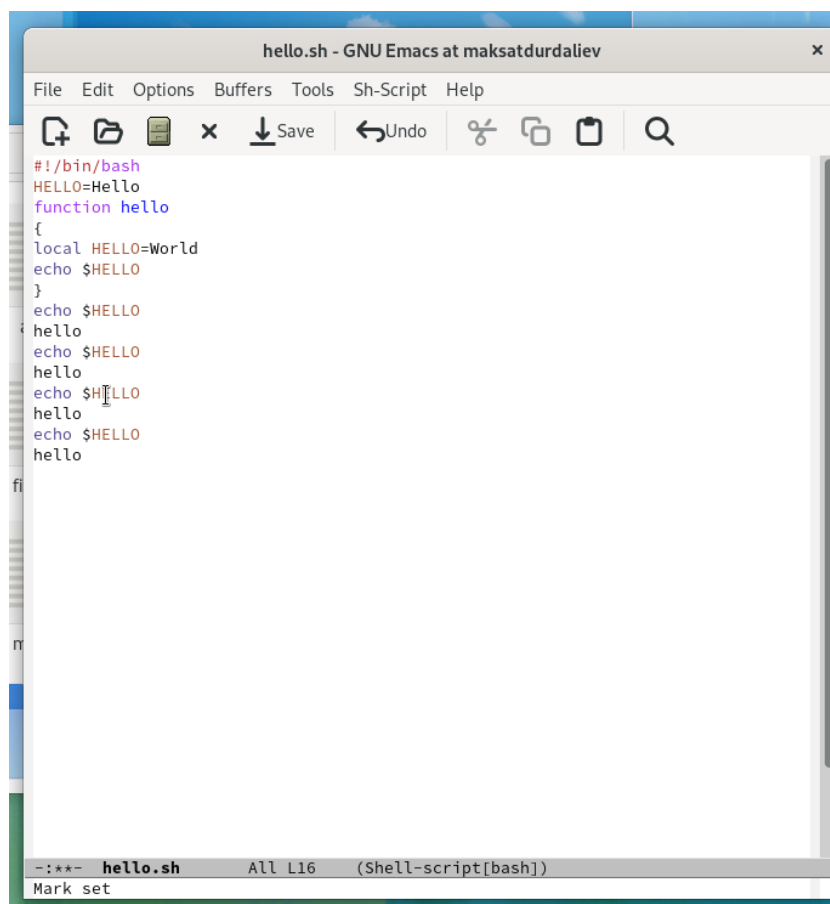 hello.sh - GNU Emacs at maksatdurdaliev
File Edit Options Buffers Tools Sh-Script Help
Save Undo
#!/bin/bash
HELLO=Hello
function hello
{
local HELLO=World
echo $HELLO
}
echo $HELLO
hello
echo $HELLO
hello
echo $HELLO
hello
echo $HELLO
hello
fi
-:**- hello.sh All L16 (Shell-script[bash])
Mark set